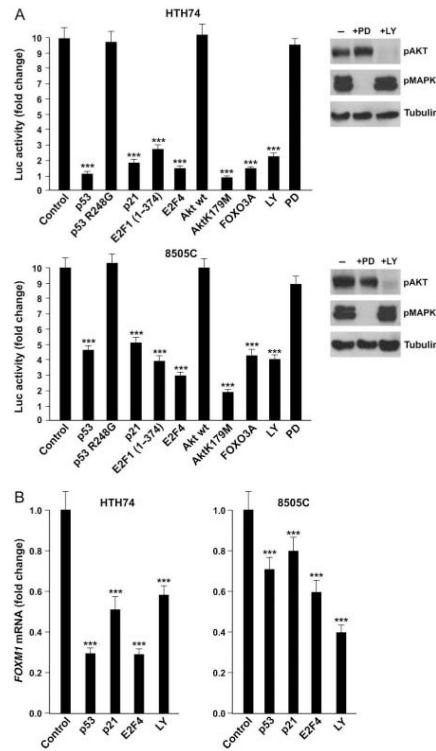 A
HTH74
Luc activity (fold change)
10
9
8
7
6
5
4
3
2
1
0
*** *** *** *** *** *** ***
Control p53 p53 R248G p21 E2F1 (1–374) E2F4 Akt wt AktK179M FOXO3A LY PD
– +PD +LY
pAKT
pMAPK
Tubulin
8505C
Luc activity (fold change)
10
9
8
7
6
5
4
3
2
1
0
*** *** *** *** *** *** ***
Control p53 p53 R248G p21 E2F1 (1–374) E2F4 Akt wt AktK179M FOXO3A LY PD
– +PD +LY
pAKT
pMAPK
Tubulin
B
HTH74
FOXM1 mRNA (fold change)
1.0
0.8
0.6
0.4
0.2
0.0
*** *** *** ***
Control p53 p21 E2F4 LY
8505C
1.0
0.8
0.6
0.4
0.2
0.0
*** *** *** ***
Control p53 p21 E2F4 LY